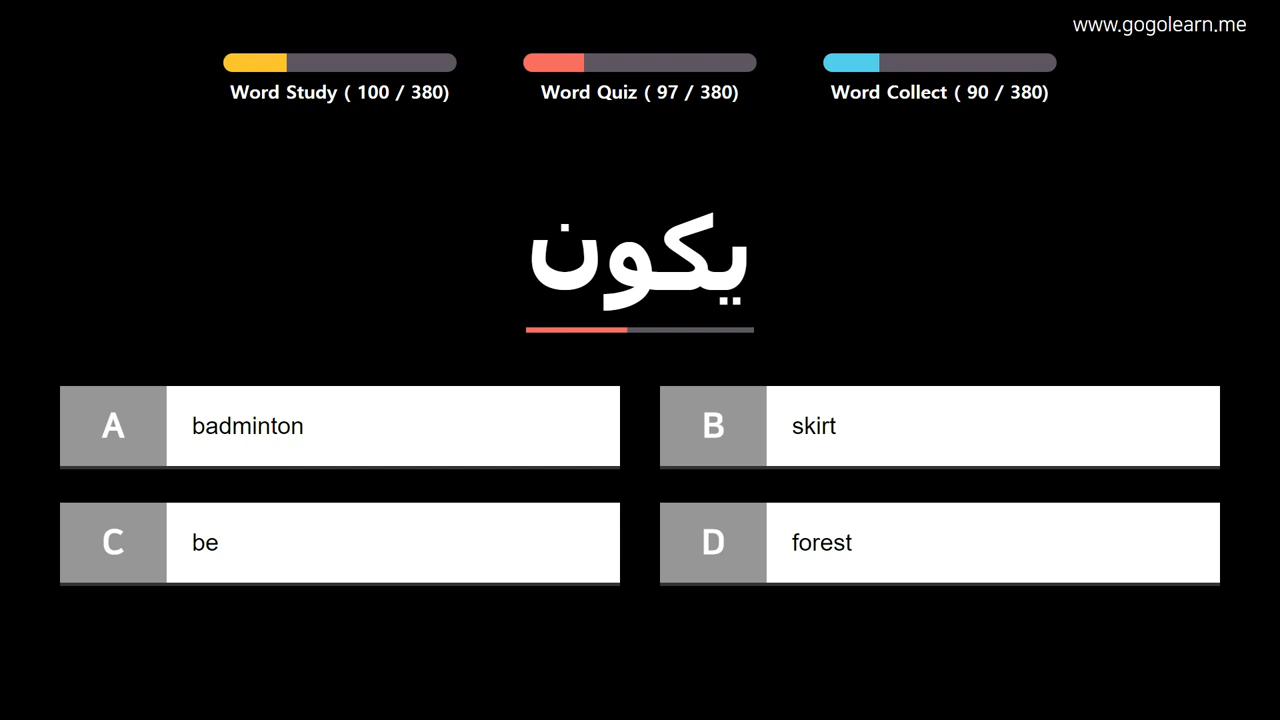 www.gogolearn.me
Word Study ( 100 / 380)
Word Quiz ( 97 / 380)
Word Collect ( 90 / 380)
يكون
A badminton
B skirt
C be
D forest